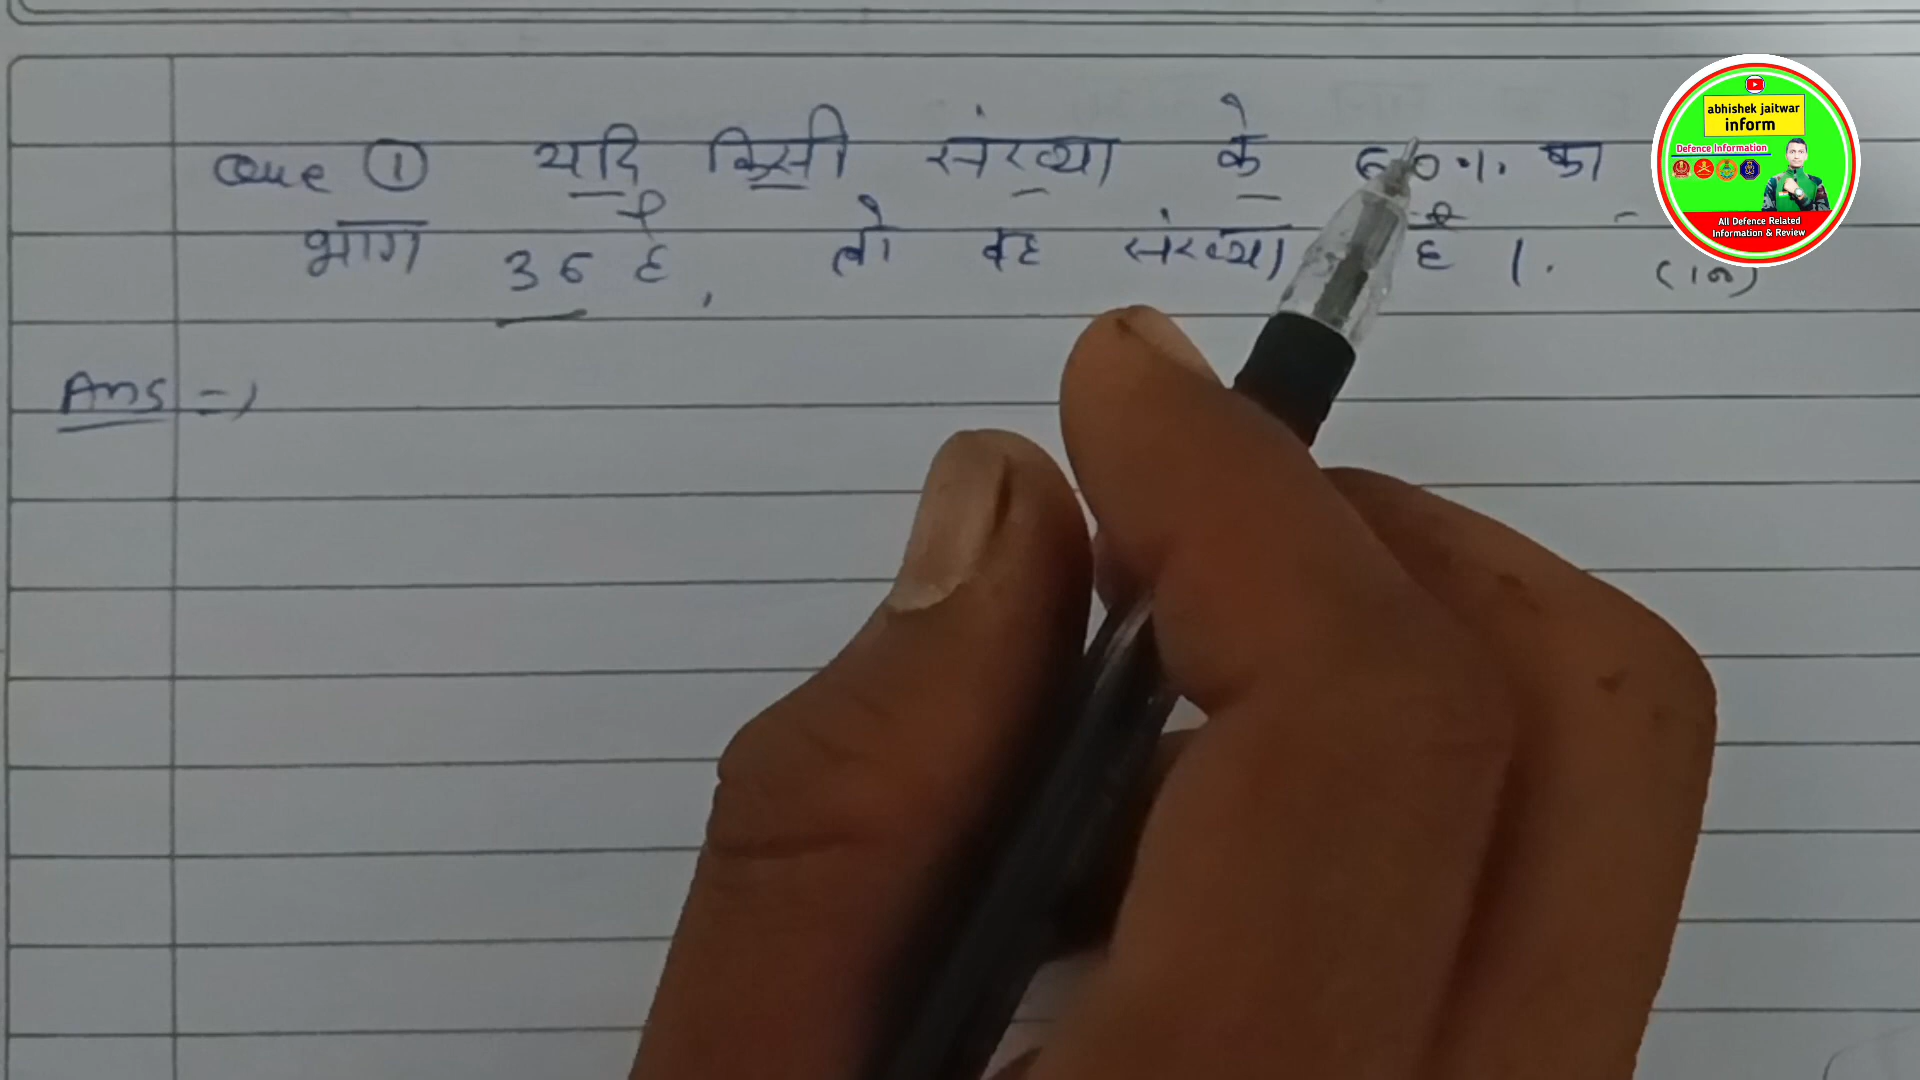 Que ① यदि किसी संख्या के 60% का
भाग 36 है, तो वह संख्या है ।.
Ans =>
abhishek jaitwar
inform
Defence Information
All Defence Related
Information & Review